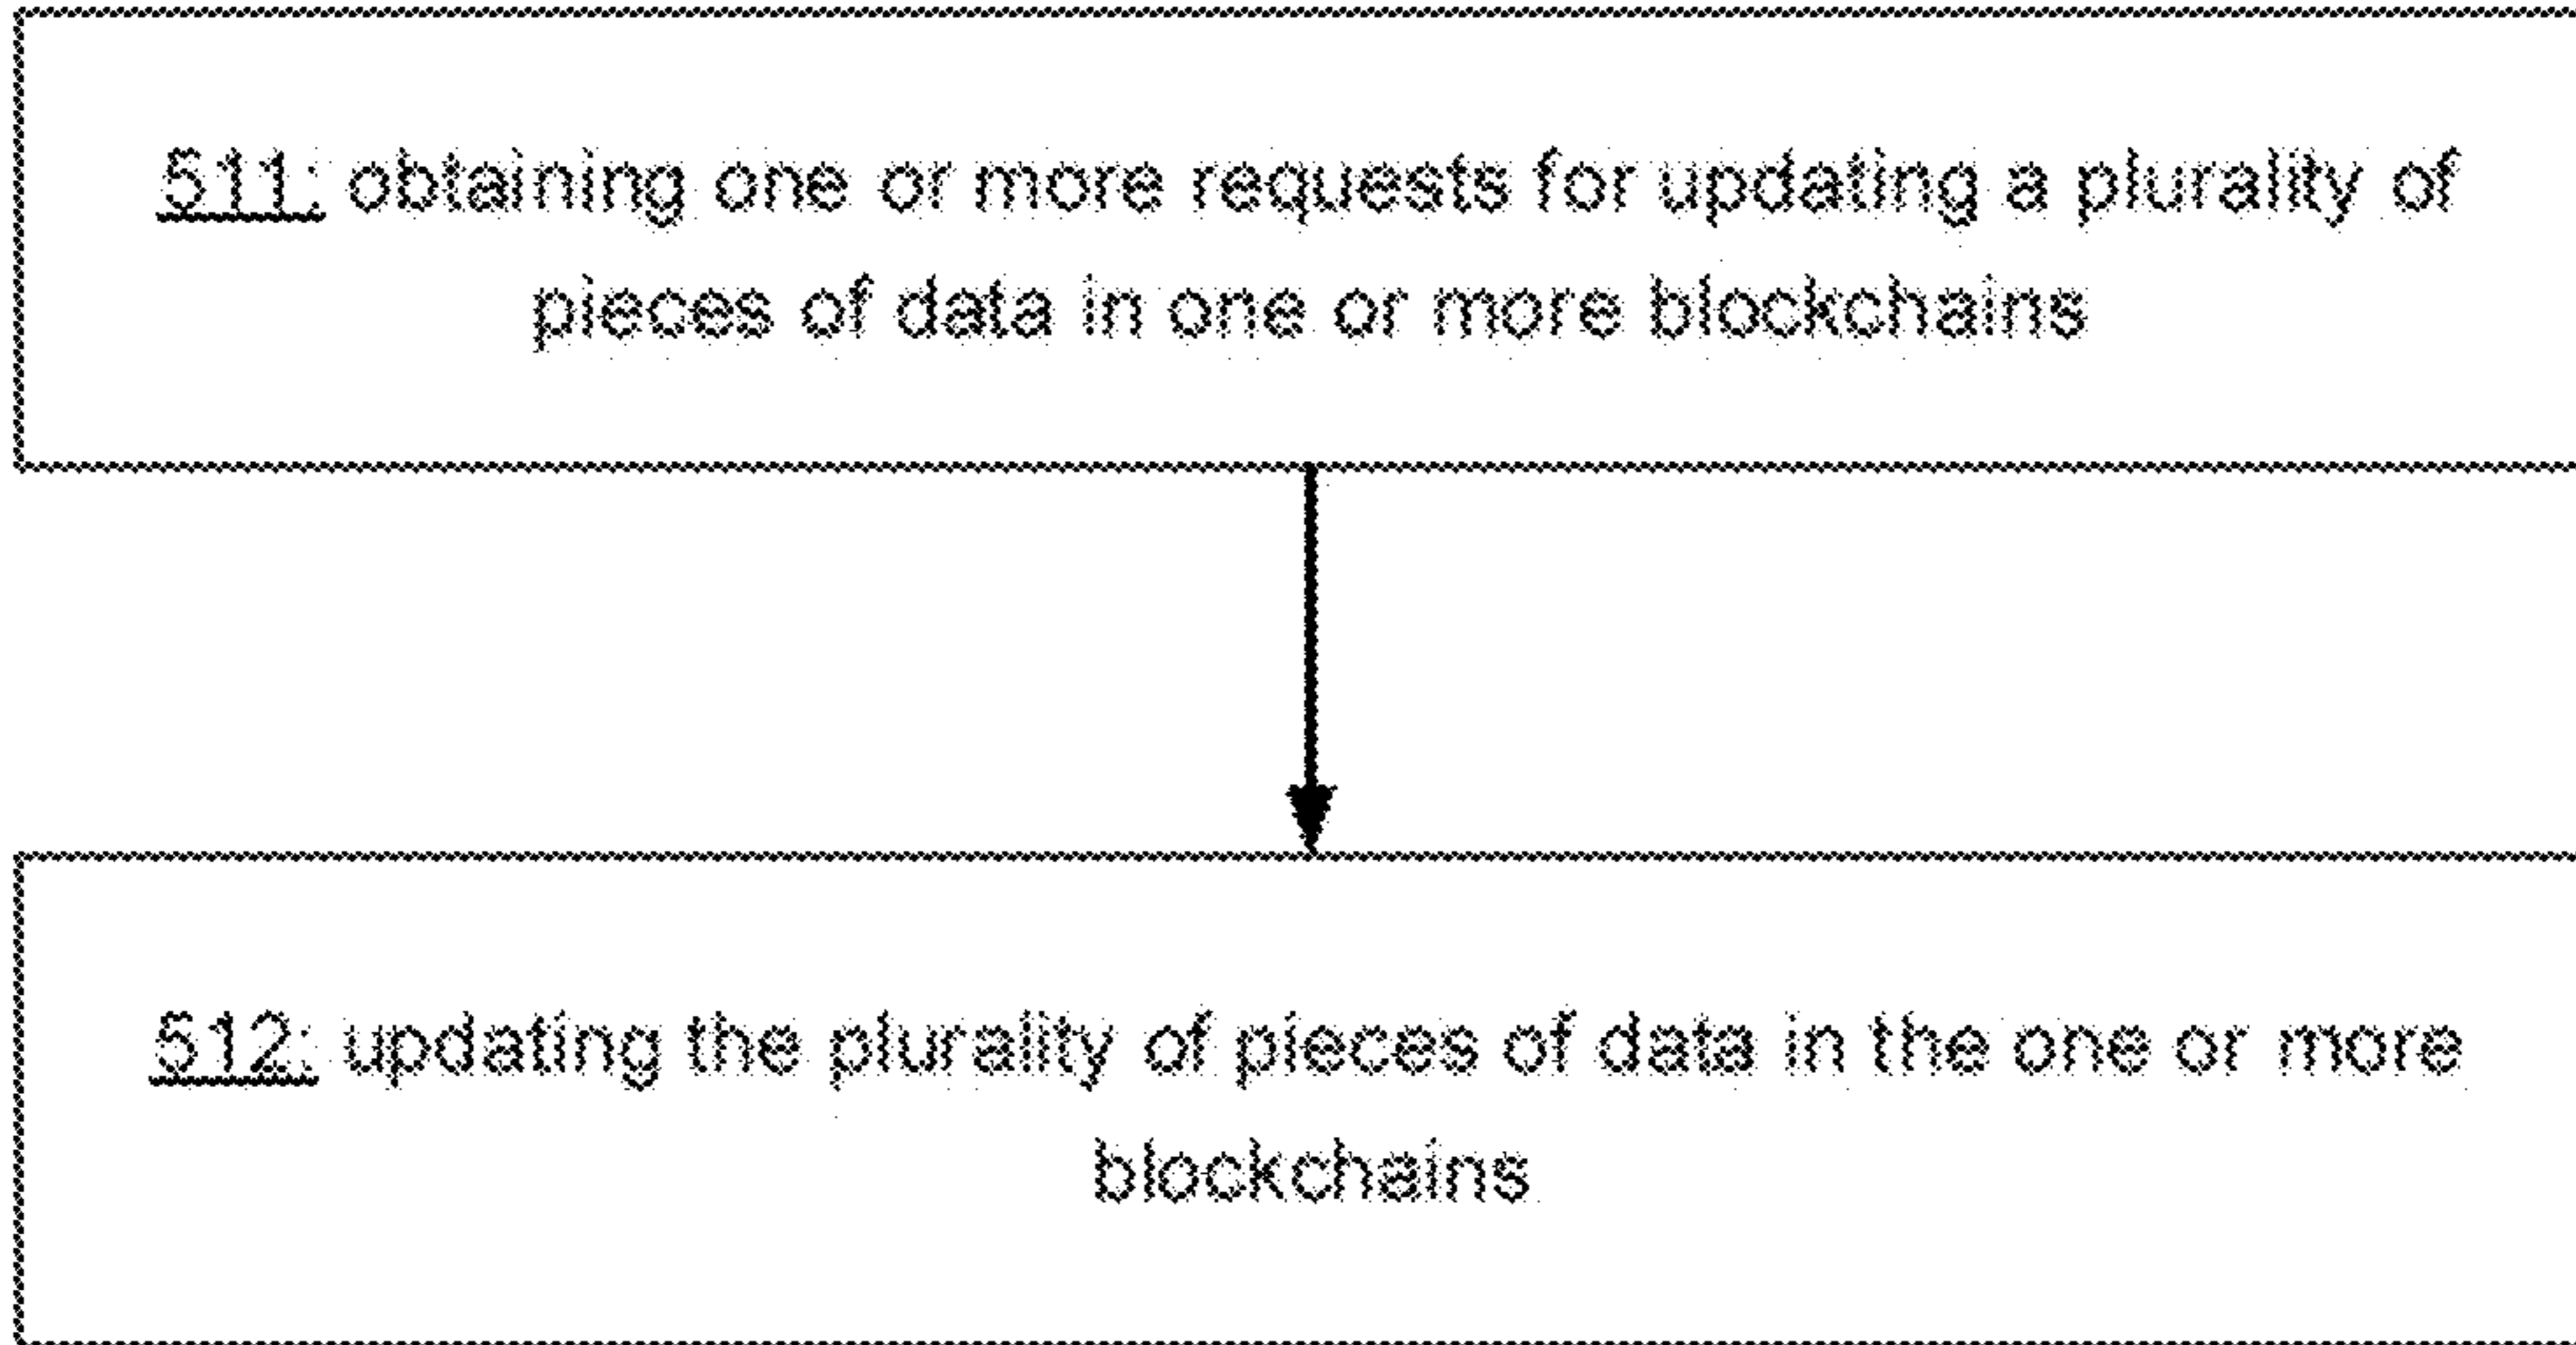 511: obtaining one or more requests for updating a plurality of
pieces of data in one or more blockchains
512: updating the plurality of pieces of data in the one or more
blockchains